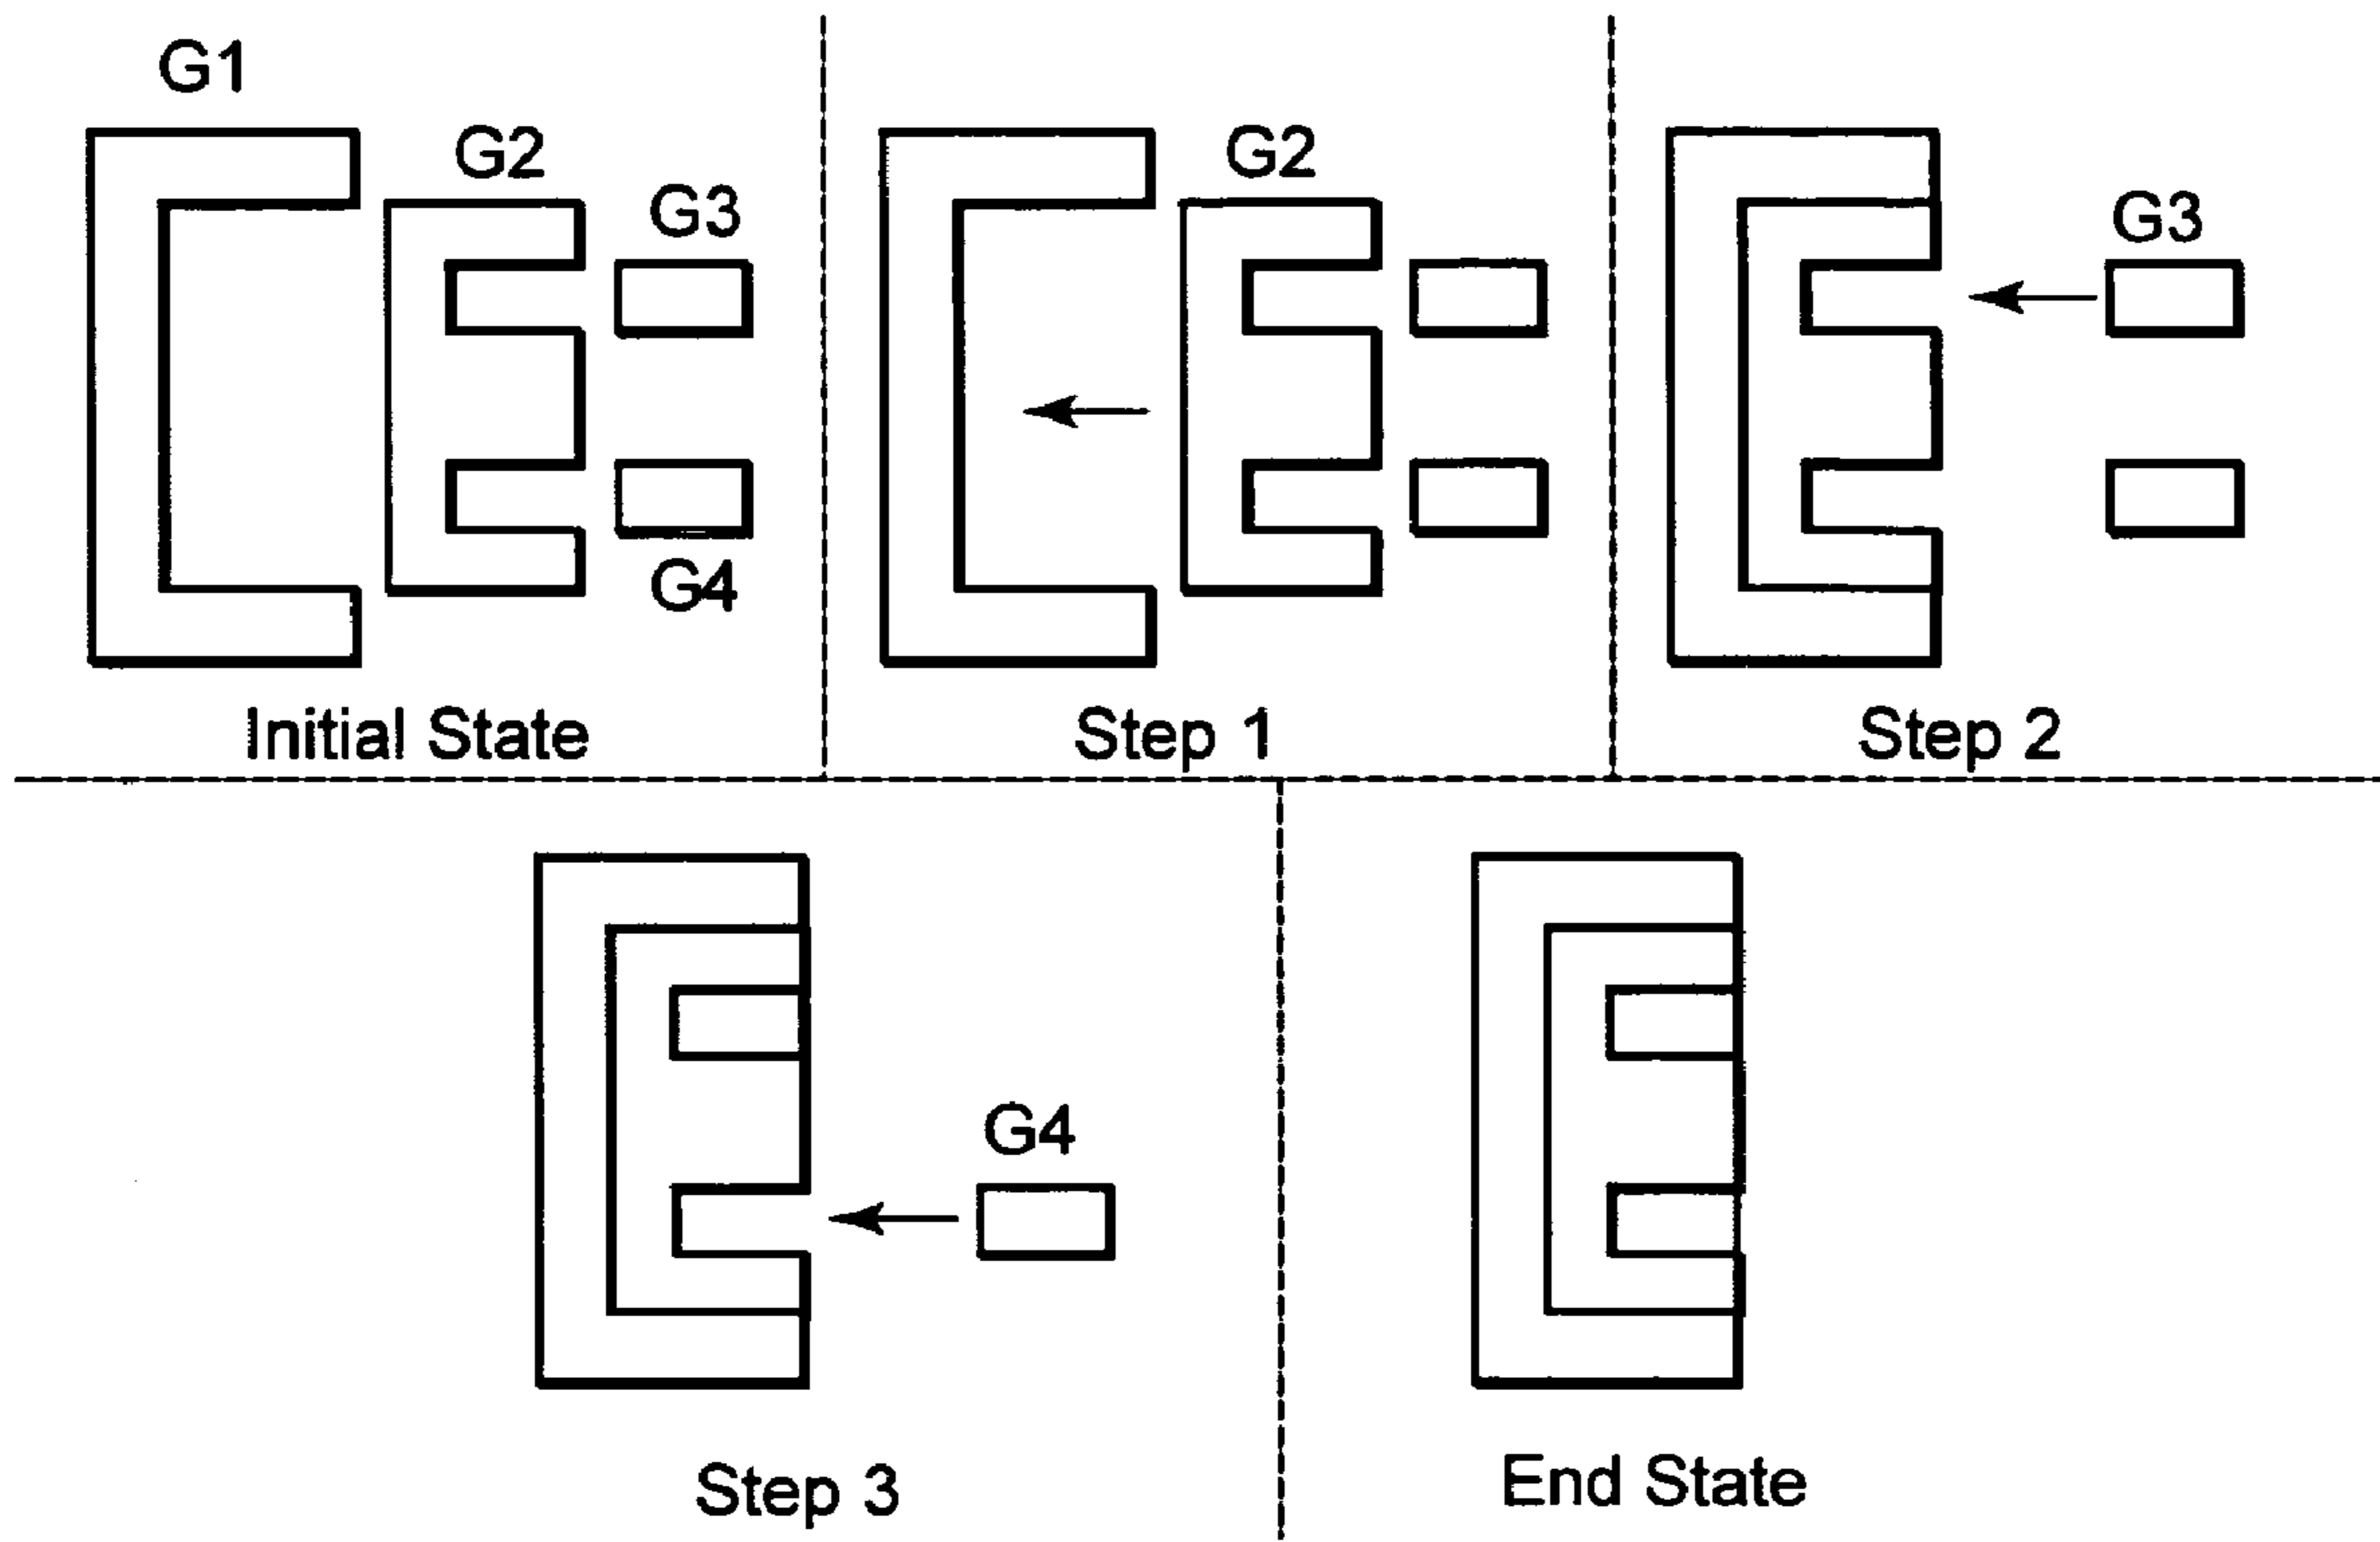 G1
G2
G3
G4
Initial State
G2
Step 1
G3
Step 2
G4
Step 3
End State